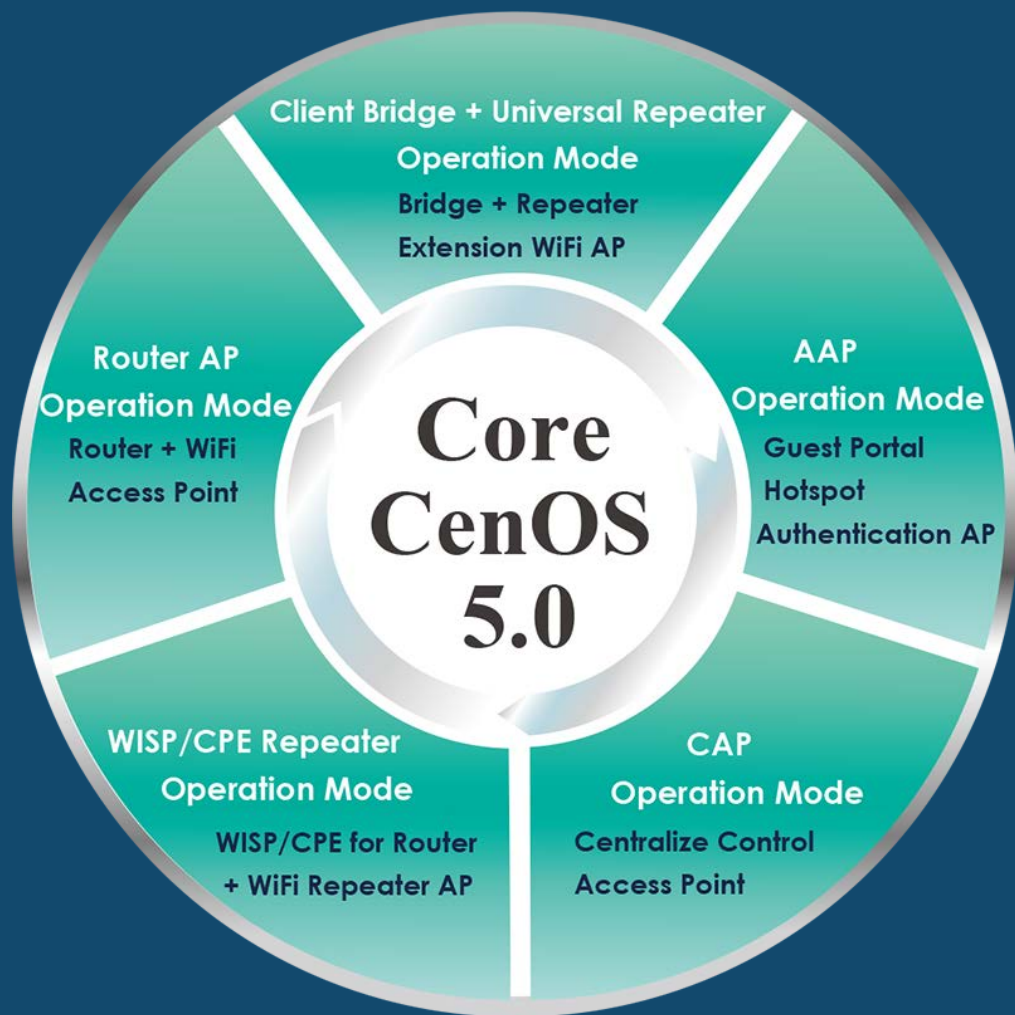 Client Bridge + Universal Repeater
Operation Mode
Bridge + Repeater
Extension WiFi AP
Router AP
Operation Mode
Router + WiFi
Access Point
AAP
Operation Mode
Guest Portal
Hotspot
Authentication AP
Core
CenOS
5.0
WISP/CPE Repeater
Operation Mode
WISP/CPE for Router
+ WiFi Repeater AP
CAP
Operation Mode
Centralize Control
Access Point